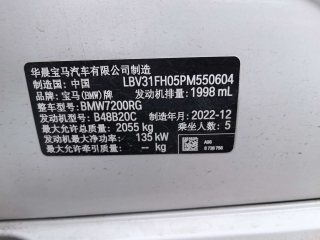 华晨宝马汽车有限公司制造
制造国: 中国 LBV31FH05PM550604
品牌: 宝马(BMW)牌 发动机排量: 1998 mL
整车型号: BMW7200RG
发动机型号: B48B20C 制造年月: 2022-12
最大允许总质量: 2055 kg 乘坐人数: 5
发动机最大净功率: 135 kW
最大允许牵引质量: -- kg